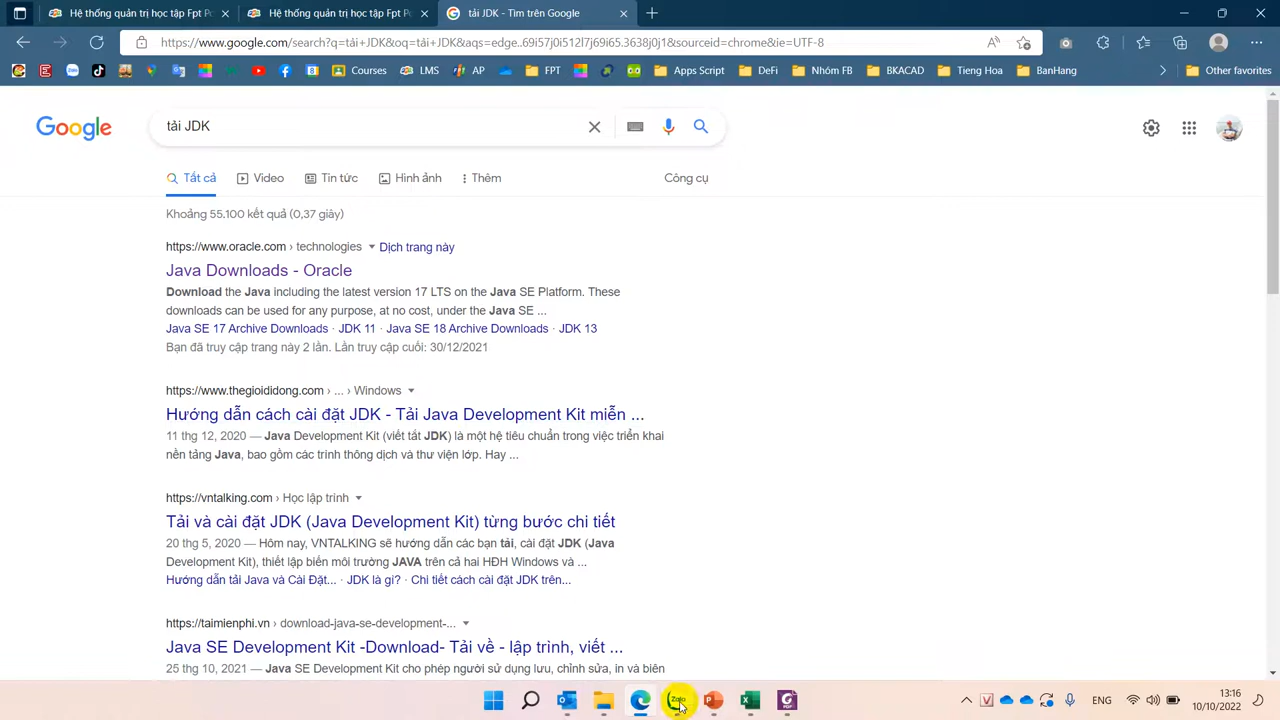 Hệ thống quản trị học tập Fpt Po
Hệ thống quản trị học tập Fpt Po
tải JDK - Tìm trên Google
https://www.google.com/search?q=tải+JDK&oq=tải+JDK&aqs=edge..69i57j0i512l7j69i65.3638j0j1&sourceid=chrome&ie=UTF-8
Courses
LMS
AP
FPT
Apps Script
DeFi
Nhóm FB
BKACAD
Tieng Hoa
BanHang
Other favorites
Google
tải JDK
Tất cả
Video
Tin tức
Hình ảnh
Thêm
Công cụ
Khoảng 55.100 kết quả (0,37 giây)
https://www.oracle.com › technologies Dịch trang này
Java Downloads - Oracle
Download the Java including the latest version 17 LTS on the Java SE Platform. These
downloads can be used for any purpose, at no cost, under the Java SE ...
Java SE 17 Archive Downloads · JDK 11 · Java SE 18 Archive Downloads · JDK 13
Bạn đã truy cập trang này 2 lần. Lần truy cập cuối: 30/12/2021
https://www.thegioididong.com › ... › Windows
Hướng dẫn cách cài đặt JDK - Tải Java Development Kit miễn ...
11 thg 12, 2020 — Java Development Kit (viết tắt JDK) là một hệ tiêu chuẩn trong việc triển khai
nền tảng Java, bao gồm các trình thông dịch và thư viện lớp. Hay ...
https://vntalking.com › Học lập trình
Tải và cài đặt JDK (Java Development Kit) từng bước chi tiết
20 thg 5, 2020 — Hôm nay, VNTALKING sẽ hướng dẫn các bạn tải, cài đặt JDK (Java
Development Kit), thiết lập biến môi trường JAVA trên cả hai HĐH Windows và ...
Hướng dẫn tải Java và Cài Đặt... · JDK là gì? · Chi tiết cách cài đặt JDK trên...
https://taimienphi.vn › download-java-se-development-...
Java SE Development Kit -Download- Tải về - lập trình, viết ...
25 thg 10, 2021 — Java SE Development Kit cho phép người sử dụng lưu, chỉnh sửa, in và biên
Zalo
ENG
13:16
10/10/2022